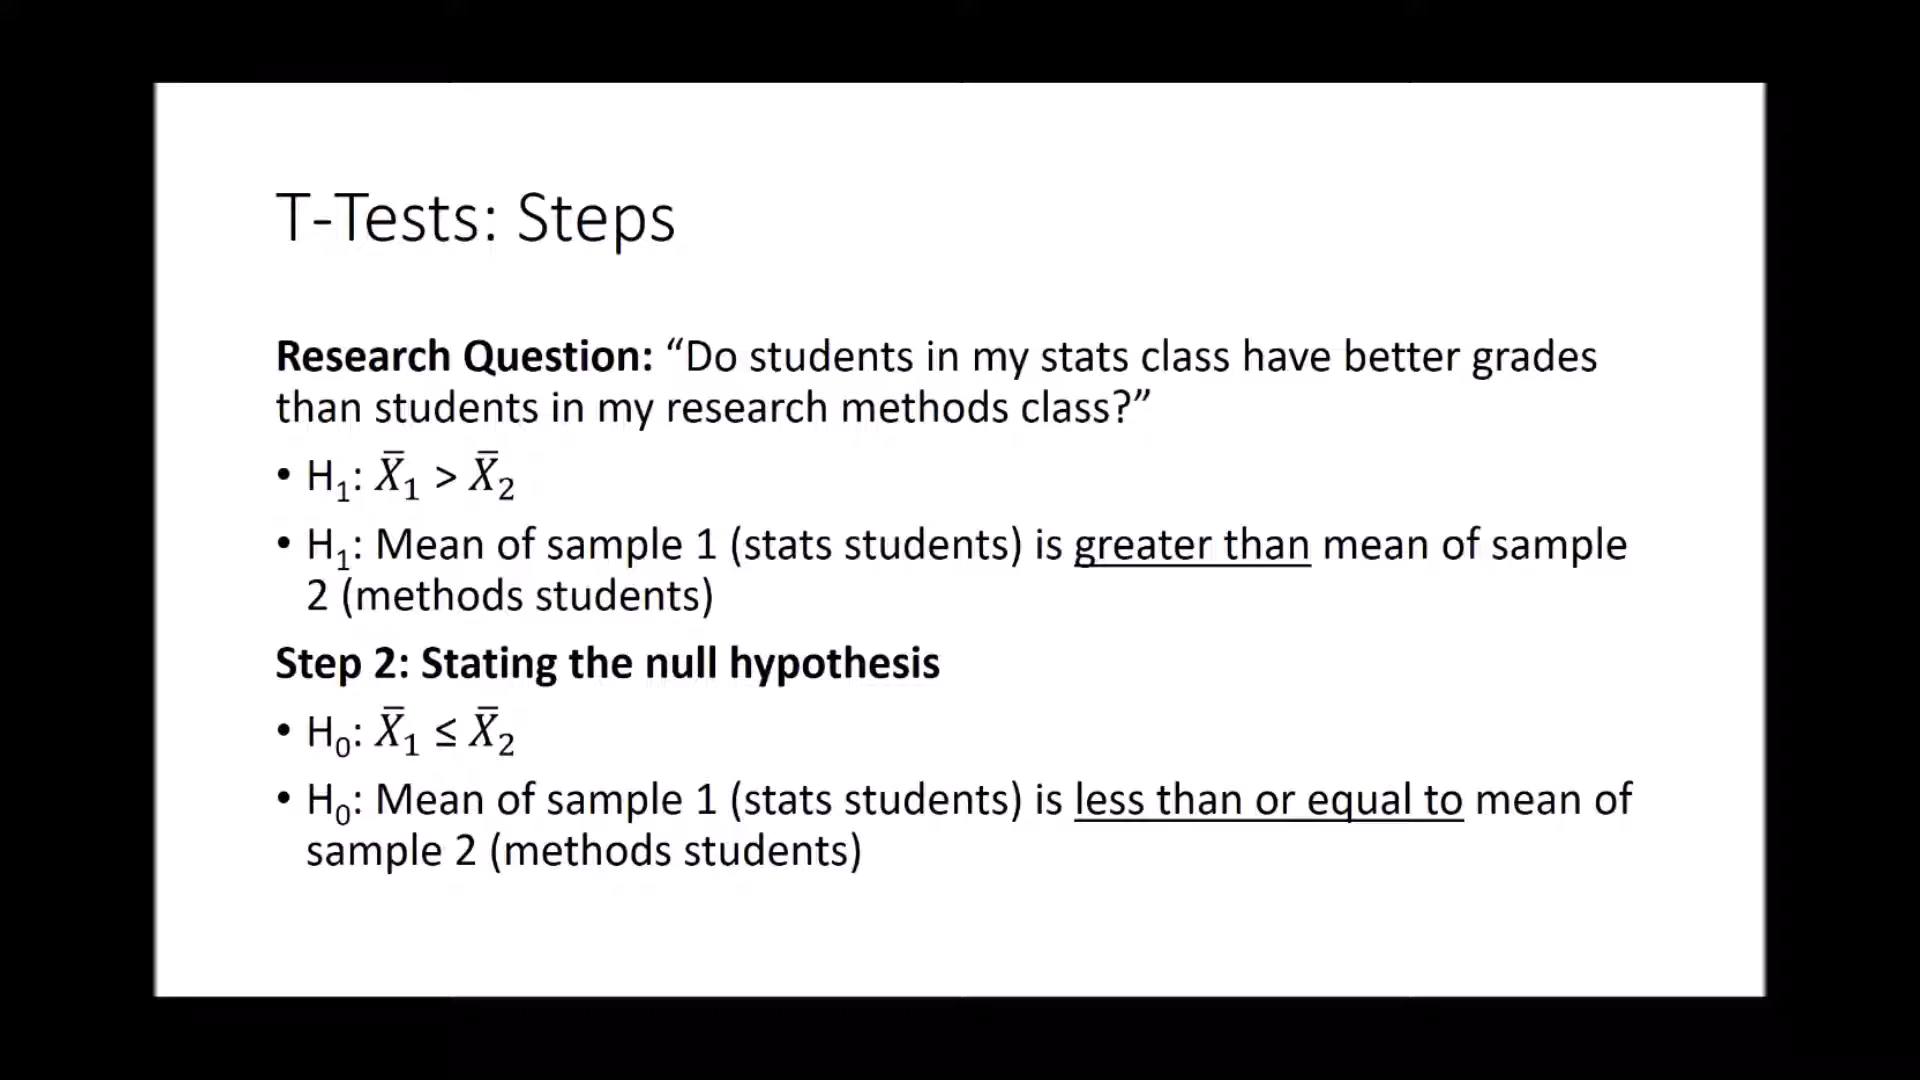 T-Tests: Steps
Research Question: “Do students in my stats class have better grades
than students in my research methods class?”
• H₁: X̄₁ > X̄₂
• H₁: Mean of sample 1 (stats students) is greater than mean of sample
2 (methods students)
Step 2: Stating the null hypothesis
• H₀: X̄₁ ≤ X̄₂
• H₀: Mean of sample 1 (stats students) is less than or equal to mean of
sample 2 (methods students)